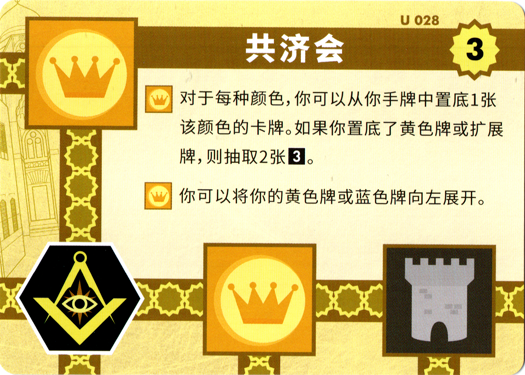 U 028
共济会
3
对于每种颜色，你可以从你手牌中置底1张
该颜色的卡牌。如果你置底了黄色牌或扩展
牌，则抽取2张3。
你可以将你的黄色牌或蓝色牌向左展开。